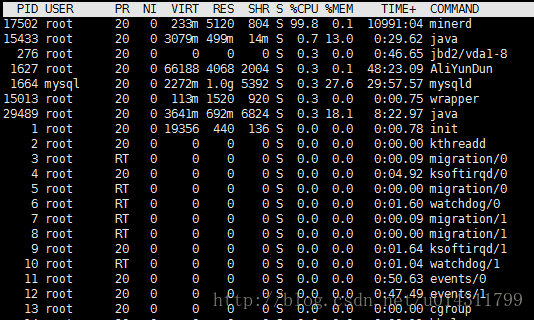 PID USER PR NI VIRT RES SHR S %CPU %MEM TIME+ COMMAND
17502 root 20 0 233m 5120 804 S 99.8 0.1 10991:04 minerd
15433 root 20 0 3079m 499m 14m S 0.7 13.0 0:29.62 java
276 root 20 0 0 0 0 S 0.3 0.0 0:46.65 jbd2/vda1-8
1627 root 20 0 66188 4068 2004 S 0.3 0.1 48:23.09 AliYunDun
1664 mysql 20 0 2272m 1.0g 5392 S 0.3 27.6 29:57.57 mysqld
15013 root 20 0 113m 1520 920 S 0.3 0.0 0:00.75 wrapper
29489 root 20 0 3641m 692m 6824 S 0.3 18.1 8:22.97 java
1 root 20 0 19356 440 136 S 0.0 0.0 0:00.78 init
2 root 20 0 0 0 0 S 0.0 0.0 0:00.00 kthreadd
3 root RT 0 0 0 0 S 0.0 0.0 0:00.09 migration/0
4 root 20 0 0 0 0 S 0.0 0.0 0:04.92 ksoftirqd/0
5 root RT 0 0 0 0 S 0.0 0.0 0:00.00 migration/0
6 root RT 0 0 0 0 S 0.0 0.0 0:01.60 watchdog/0
7 root RT 0 0 0 0 S 0.0 0.0 0:00.09 migration/1
8 root RT 0 0 0 0 S 0.0 0.0 0:00.00 migration/1
9 root 20 0 0 0 0 S 0.0 0.0 0:01.64 ksoftirqd/1
10 root RT 0 0 0 0 S 0.0 0.0 0:01.04 watchdog/1
11 root 20 0 0 0 0 S 0.0 0.0 0:50.63 events/0
12 root 20 0 0 0 0 S 0.0 0.0 0:47.49 events/1
13 root 20 0 0 0 0 S 0.0 0.0 0:00.00 cgroup